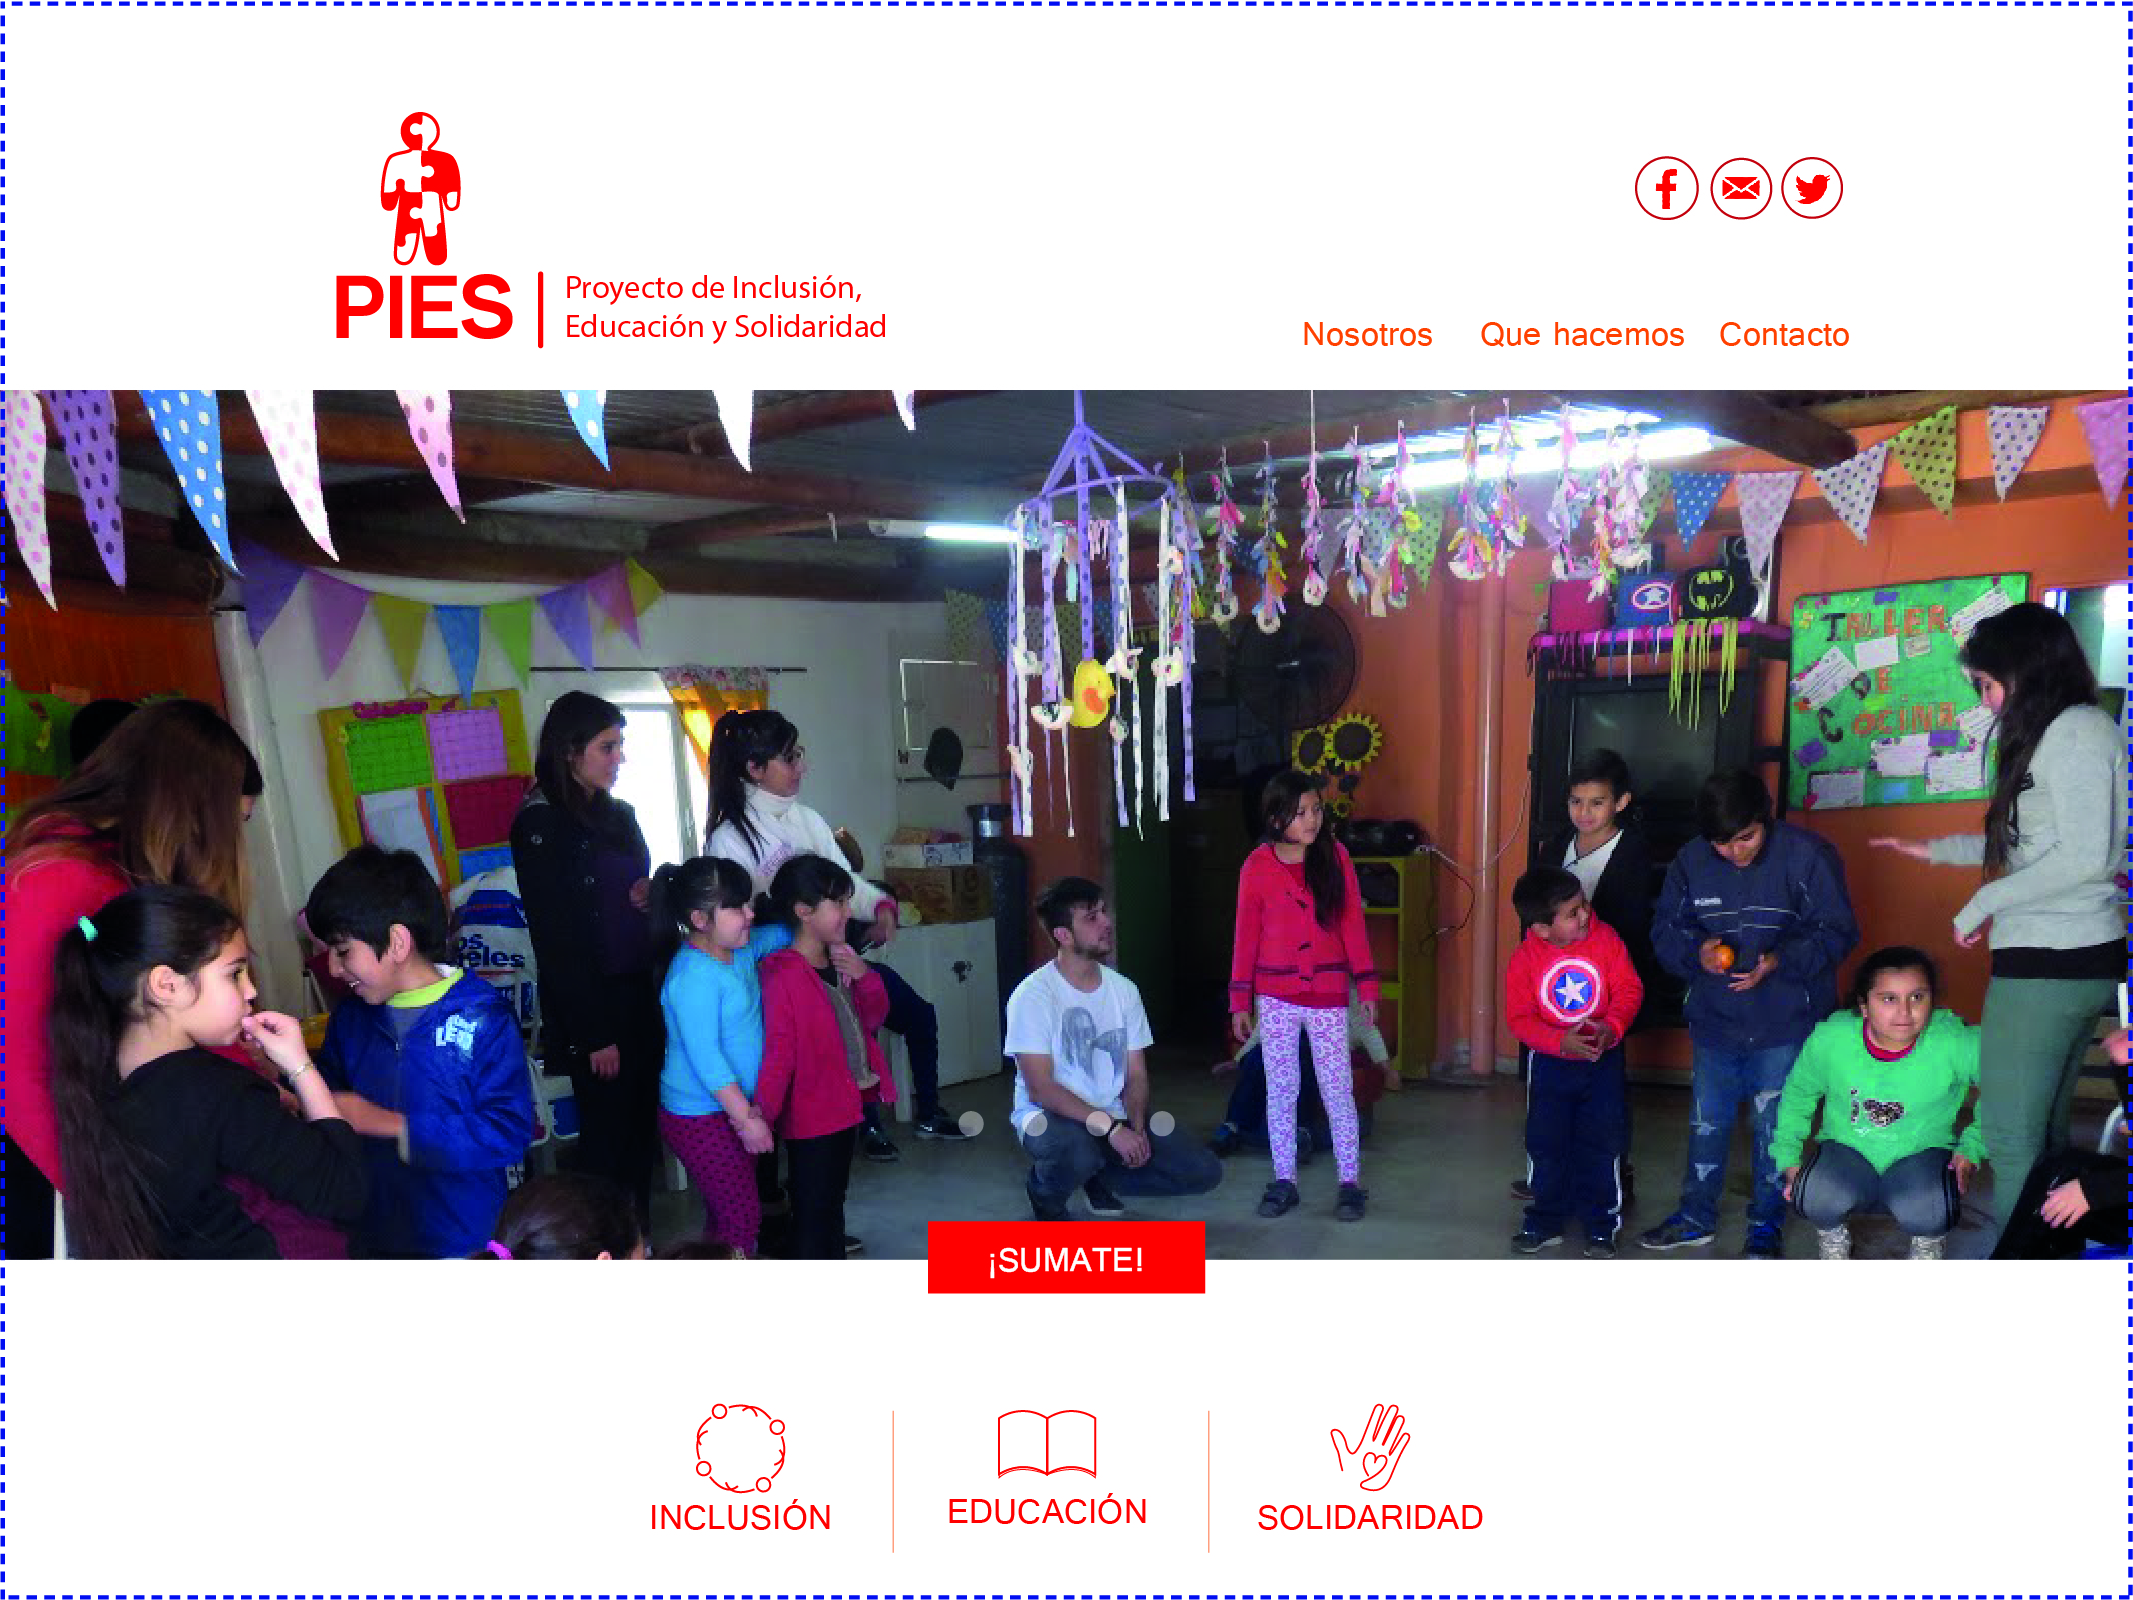 PIES
Proyecto de Inclusión,
Educación y Solidaridad
Nosotros Que hacemos Contacto
TALLER
DE
COCINA
¡SUMATE!
INCLUSIÓN
EDUCACIÓN
SOLIDARIDAD